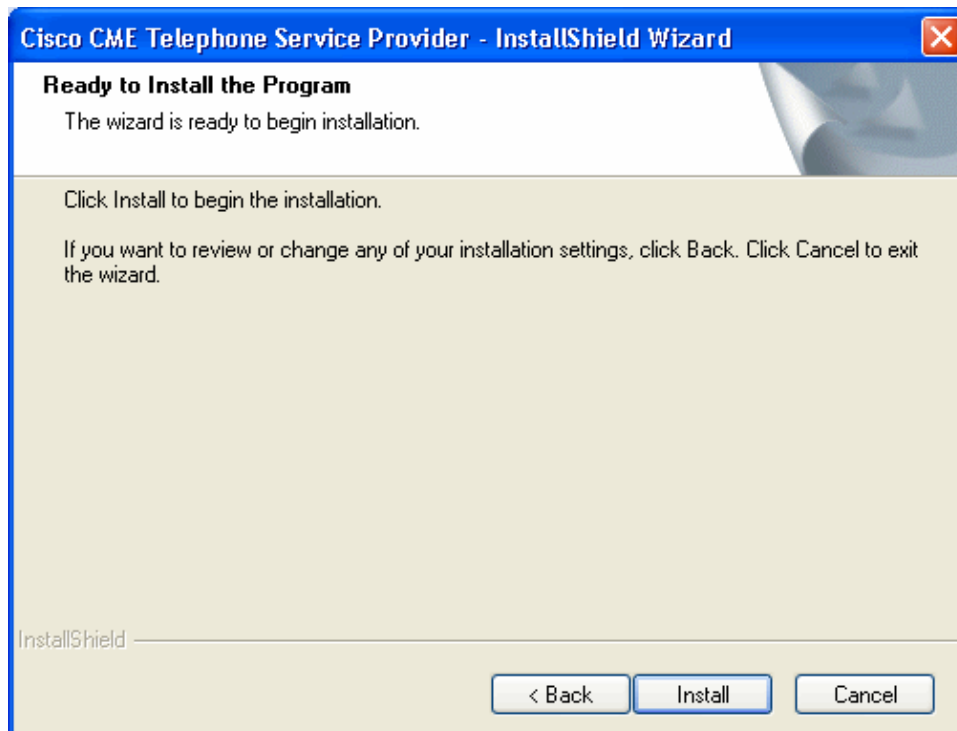 Cisco CME Telephone Service Provider - InstallShield Wizard
Ready to Install the Program
The wizard is ready to begin installation.
Click Install to begin the installation.
If you want to review or change any of your installation settings, click Back. Click Cancel to exit
the wizard.
InstallShield
< Back
Install
Cancel